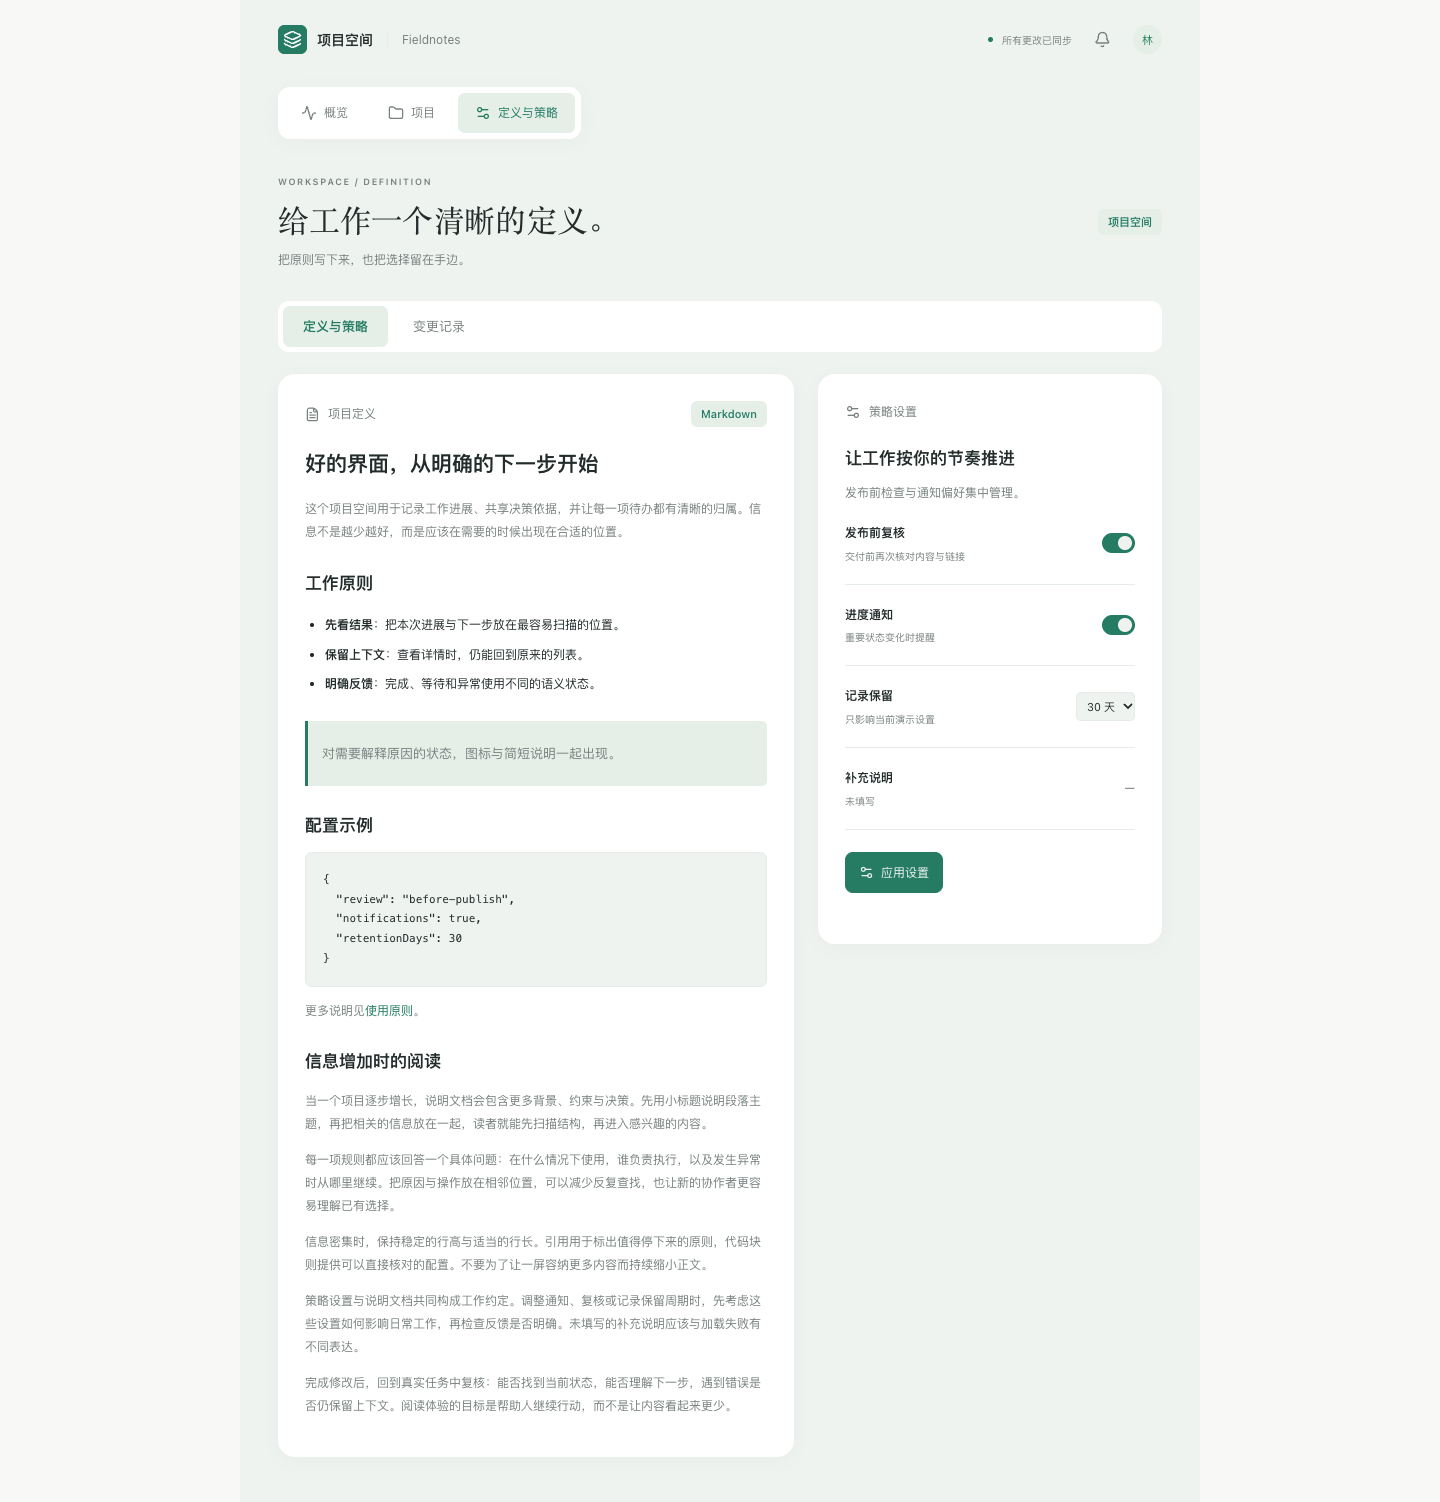 项目空间
Fieldnotes
所有更改已同步
林
概览
项目
定义与策略
WORKSPACE / DEFINITION
给工作一个清晰的定义。
项目空间
把原则写下来，也把选择留在手边。
定义与策略
变更记录
项目定义
Markdown
好的界面，从明确的下一步开始
这个项目空间用于记录工作进展、共享决策依据，并让每一项待办都有清晰的归属。信
息不是越少越好，而是应该在需要的时候出现在合适的位置。
工作原则
先看结果：把本次进展与下一步放在最容易扫描的位置。
保留上下文：查看详情时，仍能回到原来的列表。
明确反馈：完成、等待和异常使用不同的语义状态。
对需要解释原因的状态，图标与简短说明一起出现。
配置示例
{
"review": "before-publish",
"notifications": true,
"retentionDays": 30
}
更多说明见使用原则。
信息增加时的阅读
当一个项目逐步增长，说明文档会包含更多背景、约束与决策。先用小标题说明段落主
题，再把相关的信息放在一起，读者就能先扫描结构，再进入感兴趣的内容。
每一项规则都应该回答一个具体问题：在什么情况下使用，谁负责执行，以及发生异常
时从哪里继续。把原因与操作放在相邻位置，可以减少反复查找，也让新的协作者更容
易理解已有选择。
信息密集时，保持稳定的行高与适当的行长。引用用于标出值得停下来的原则，代码块
则提供可以直接核对的配置。不要为了让一屏容纳更多内容而持续缩小正文。
策略设置与说明文档共同构成工作约定。调整通知、复核或记录保留周期时，先考虑这
些设置如何影响日常工作，再检查反馈是否明确。未填写的补充说明应该与加载失败有
不同表达。
完成修改后，回到真实任务中复核：能否找到当前状态，能否理解下一步，遇到错误是
否仍保留上下文。阅读体验的目标是帮助人继续行动，而不是让内容看起来更少。
策略设置
让工作按你的节奏推进
发布前检查与通知偏好集中管理。
发布前复核
交付前再次核对内容与链接
进度通知
重要状态变化时提醒
记录保留
只影响当前演示设置
30 天
补充说明
未填写
—
应用设置